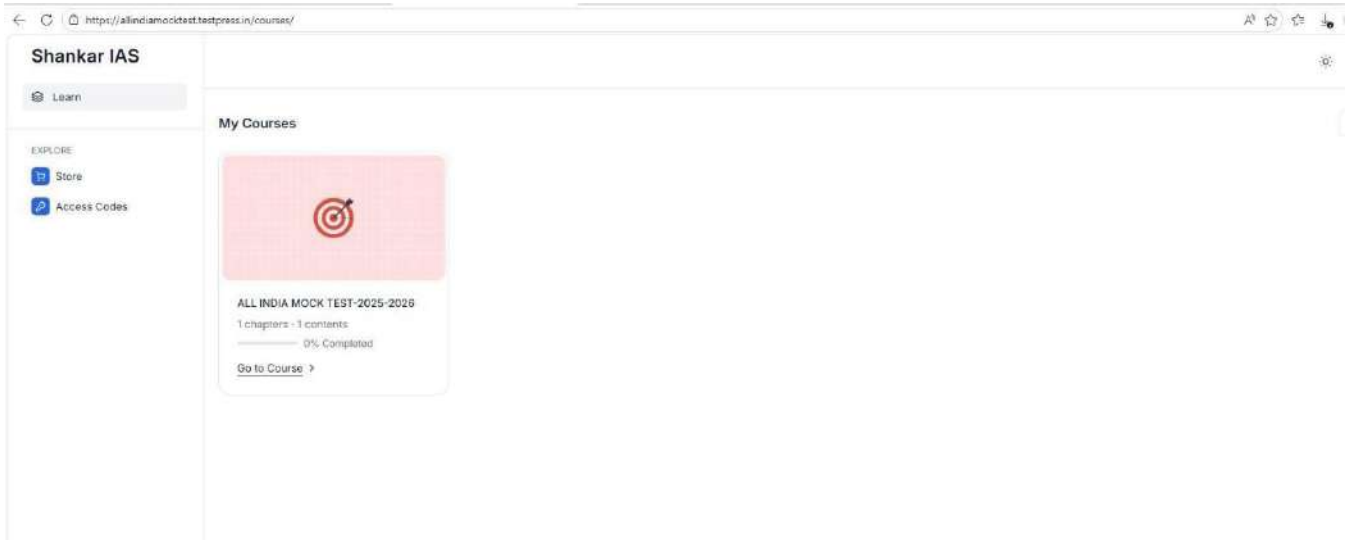 https://allindiamocktest.testpress.in/courses/
Shankar IAS
Learn
EXPLORE
Store
Access Codes
My Courses
ALL INDIA MOCK TEST-2025-2026
1 chapters - 1 contents
0% Completed
Go to Course